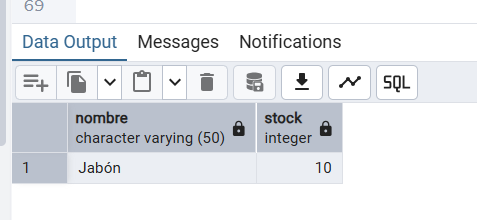 69
Data Output Messages Notifications
SQL
nombre stock
character varying (50) integer
1 Jabón 10